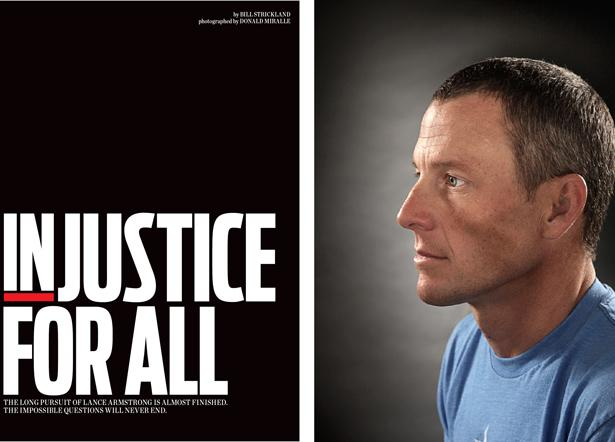 by BILL STRICKLAND
photographed by DONALD MIRALLE
INJUSTICE
FOR ALL
THE LONG PURSUIT OF LANCE ARMSTRONG IS ALMOST FINISHED.
THE IMPOSSIBLE QUESTIONS WILL NEVER END.